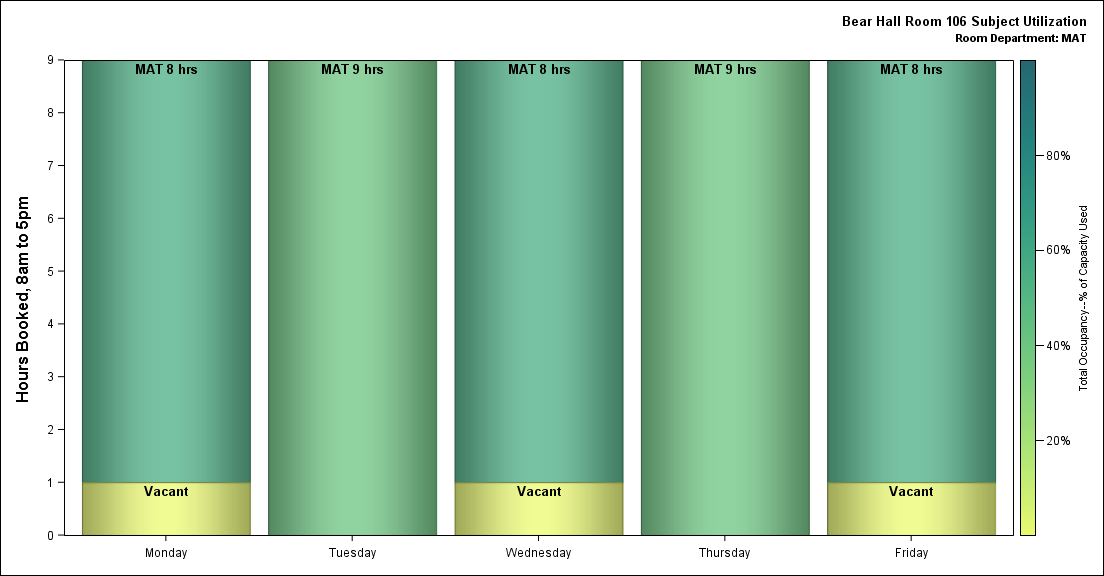 Bear Hall Room 106 Subject Utilization
Room Department: MAT
Hours Booked, 8am to 5pm
9
8
7
6
5
4
3
2
1
0
MAT 8 hrs
MAT 9 hrs
MAT 8 hrs
MAT 9 hrs
MAT 8 hrs
Vacant
Vacant
Vacant
Monday
Tuesday
Wednesday
Thursday
Friday
80%
60%
40%
20%
Total Occupancy--% of Capacity Used